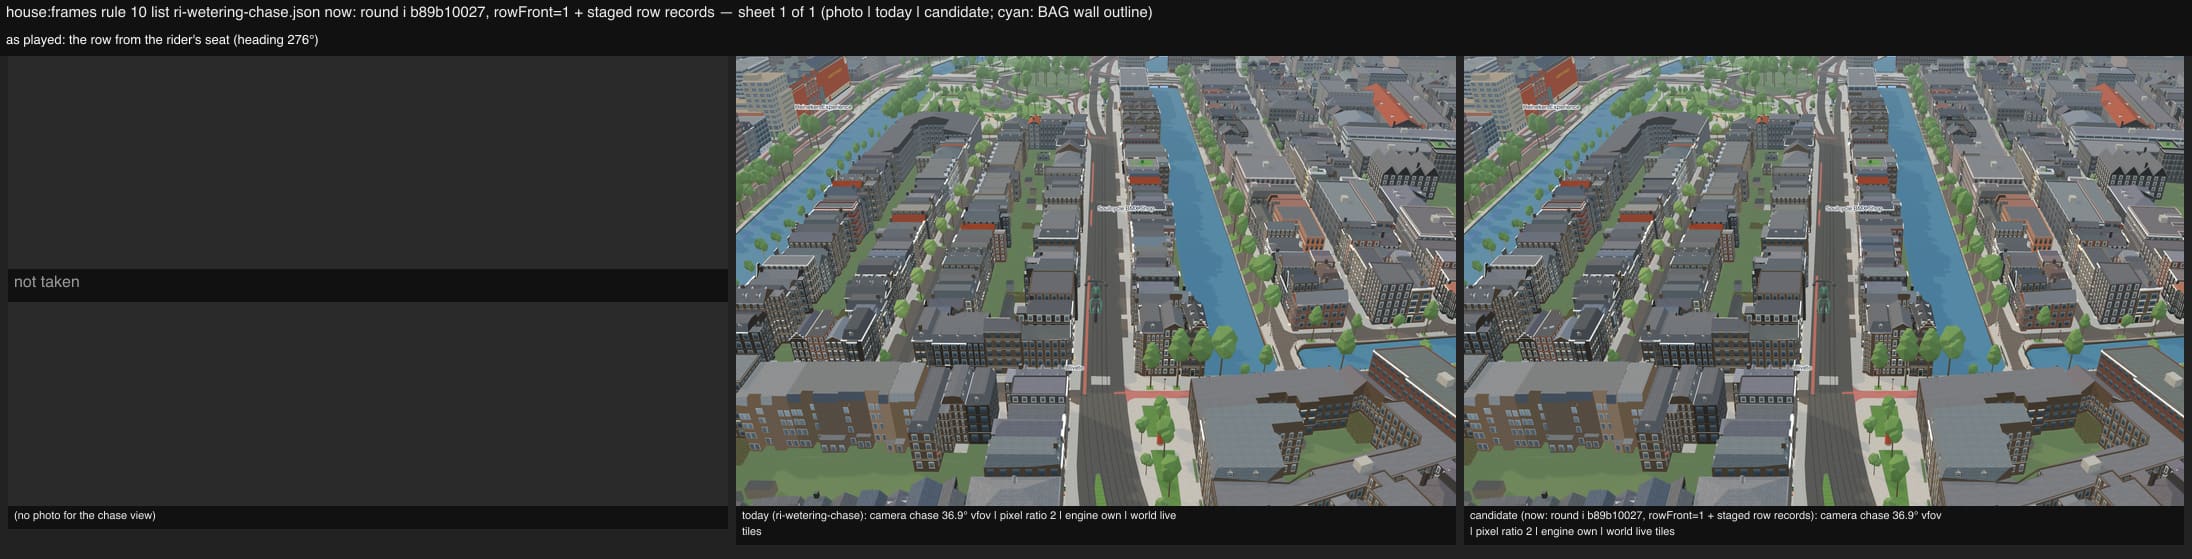 house:frames rule 10 list ri-wetering-chase.json now: round i b89b10027, rowFront=1 + staged row records — sheet 1 of 1 (photo | today | candidate; cyan: BAG wall outline)
as played: the row from the rider's seat (heading 276°)
Heineken Experience
Heineken Experience
not taken
(no photo for the chase view)
today (ri-wetering-chase): camera chase 36.9° vfov | pixel ratio 2 | engine own | world live
tiles
candidate (now: round i b89b10027, rowFront=1 + staged row records): camera chase 36.9° vfov
| pixel ratio 2 | engine own | world live tiles